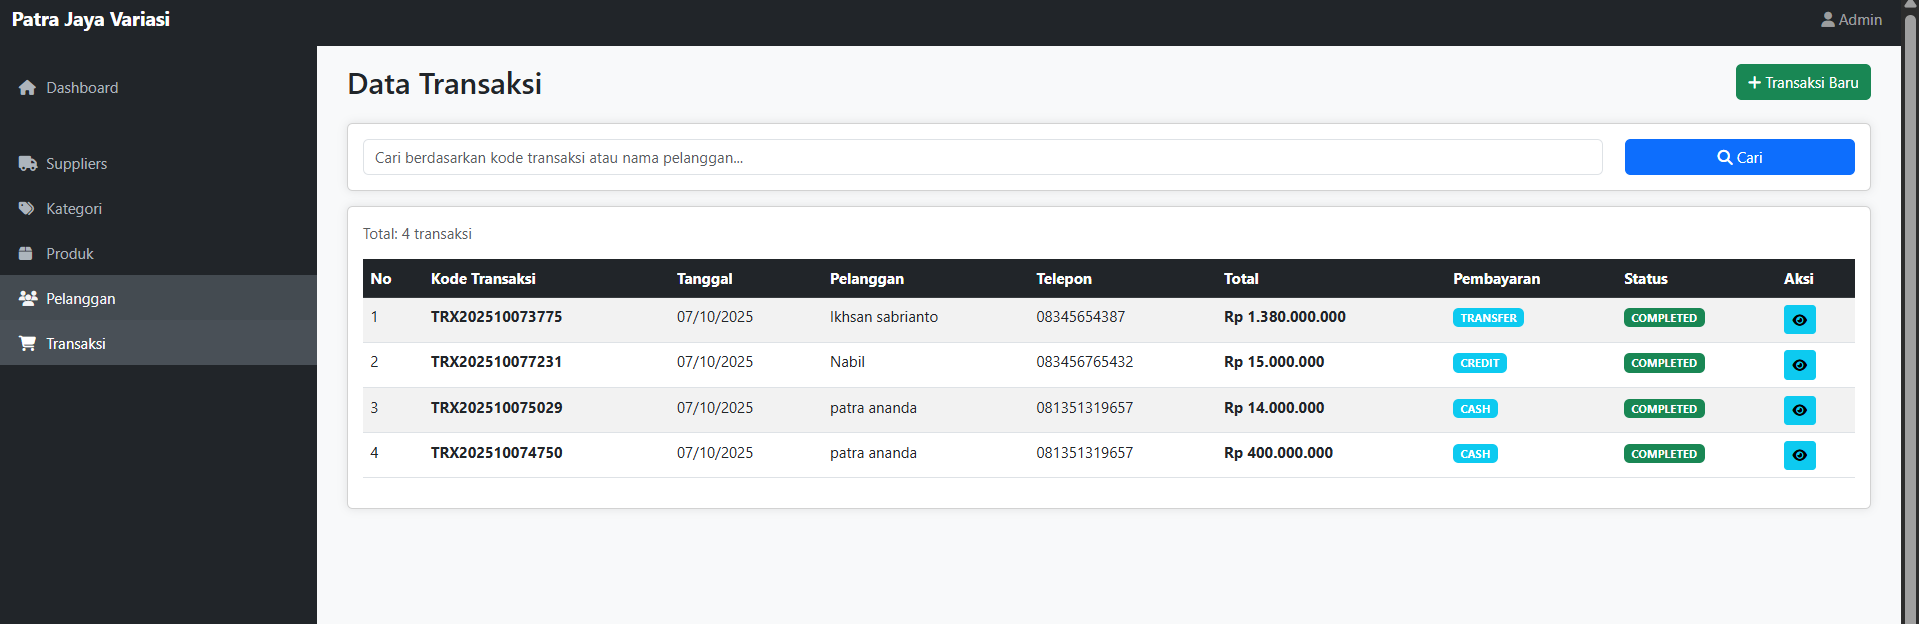 Patra Jaya Variasi
Admin
Dashboard
Suppliers
Kategori
Produk
Pelanggan
Transaksi
Data Transaksi
Transaksi Baru
Cari berdasarkan kode transaksi atau nama pelanggan...
Cari
Total: 4 transaksi
No Kode Transaksi Tanggal Pelanggan Telepon Total Pembayaran Status Aksi
1 TRX202510073775 07/10/2025 Ikhsan sabrianto 08345654387 Rp 1.380.000.000 TRANSFER COMPLETED
2 TRX202510077231 07/10/2025 Nabil 083456765432 Rp 15.000.000 CREDIT COMPLETED
3 TRX202510075029 07/10/2025 patra ananda 081351319657 Rp 14.000.000 CASH COMPLETED
4 TRX202510074750 07/10/2025 patra ananda 081351319657 Rp 400.000.000 CASH COMPLETED